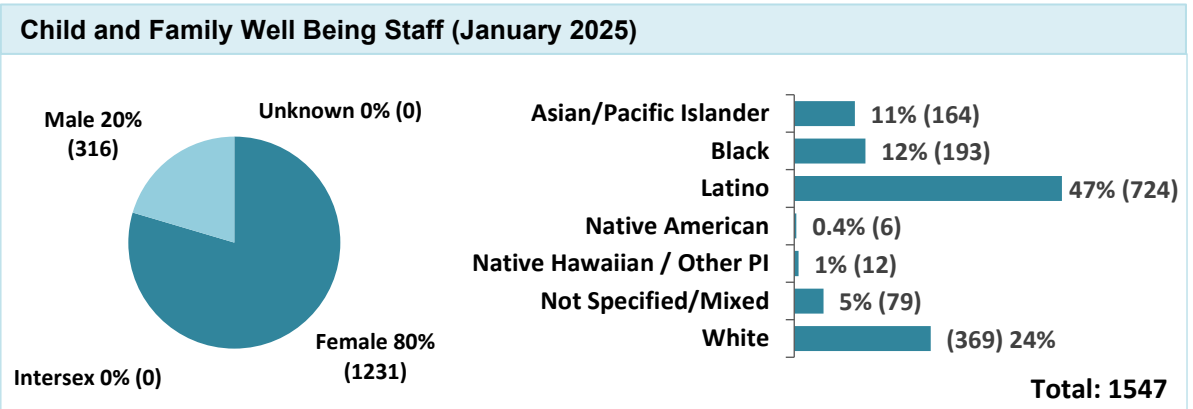 Child and Family Well Being Staff (January 2025)
Male 20%
(316)
Unknown 0% (0)
Female 80%
(1231)
Intersex 0% (0)
Asian/Pacific Islander 11% (164)
Black 12% (193)
Latino 47% (724)
Native American 0.4% (6)
Native Hawaiian / Other PI 1% (12)
Not Specified/Mixed 5% (79)
White (369) 24%
Total: 1547